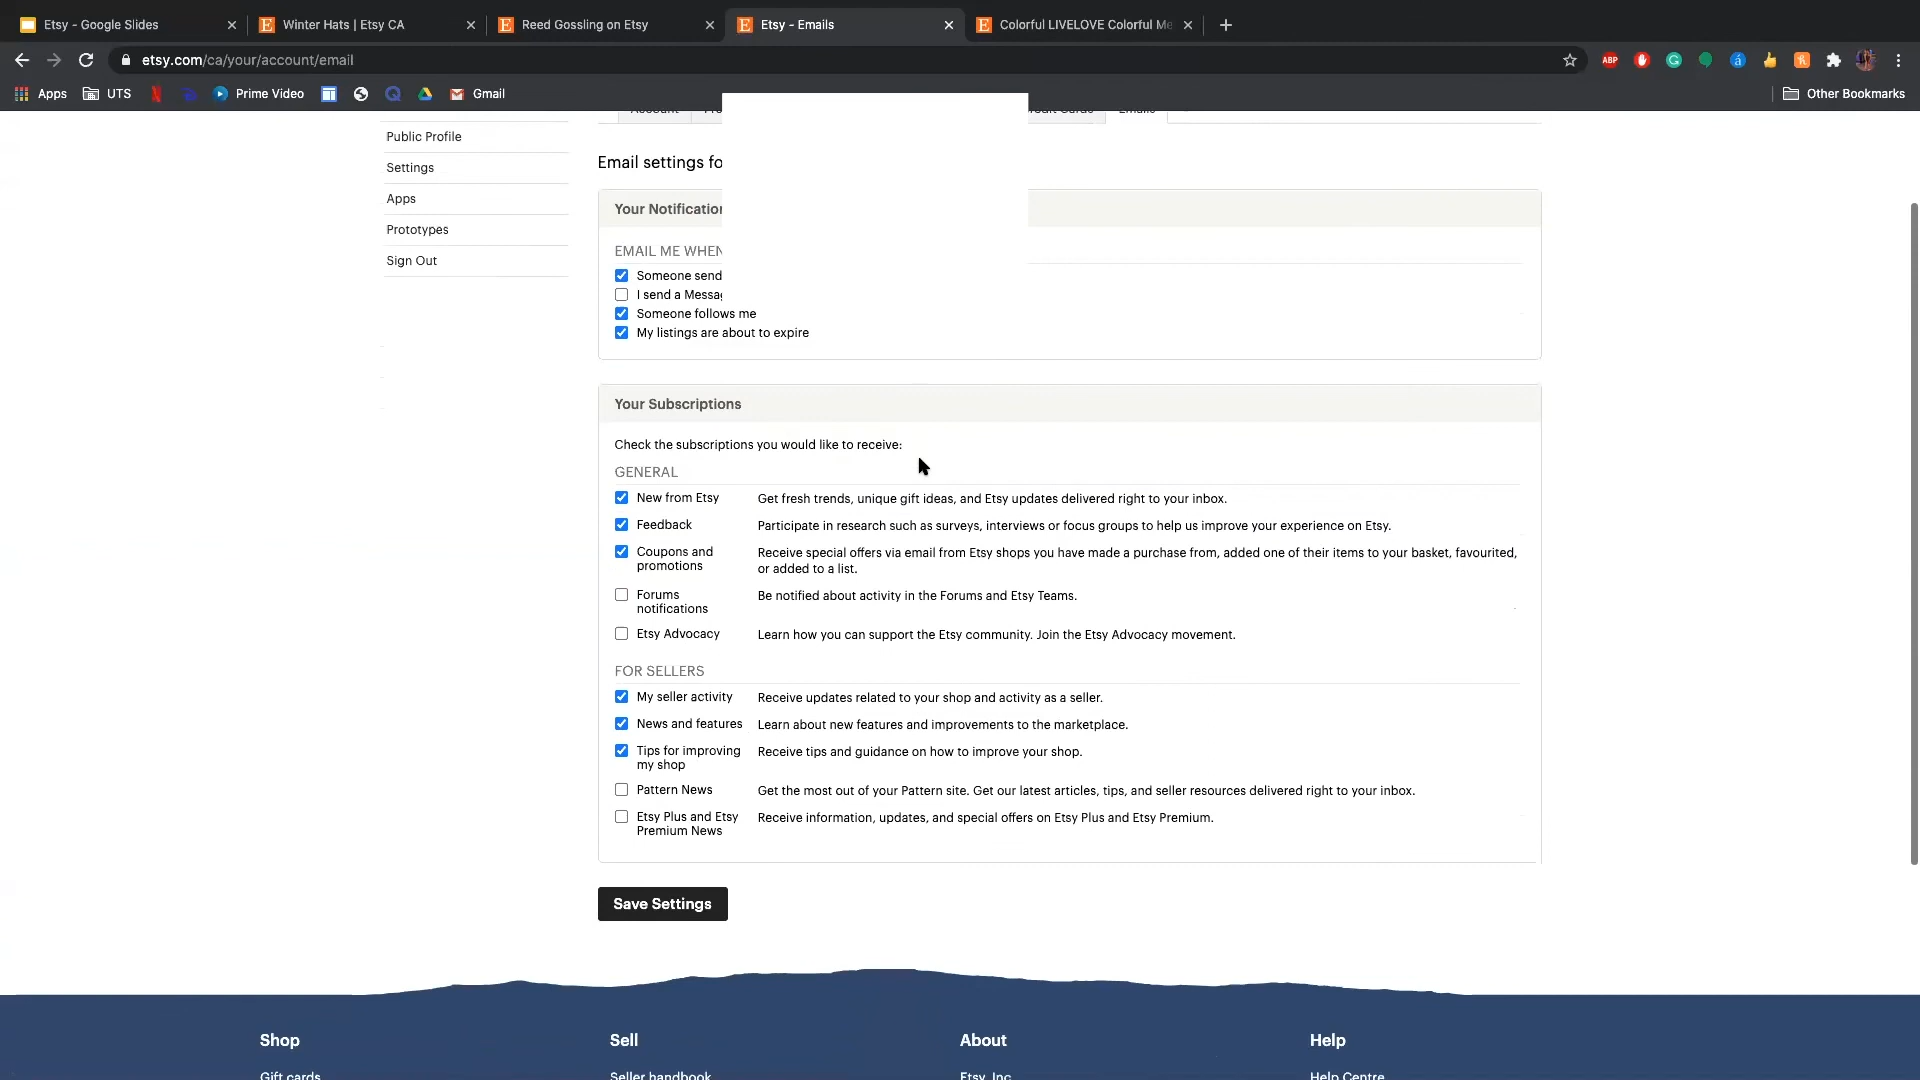 Etsy - Google Slides
Winter Hats | Etsy CA
Reed Gossling on Etsy
Etsy - Emails
Colorful LIVELOVE Colorful Me
etsy.com/ca/your/account/email
ABP
Apps
UTS
Prime Video
Gmail
Other Bookmarks
Public Profile
Settings
Apps
Prototypes
Sign Out
Account
Emails
Email settings fo
Your Notification
EMAIL ME WHEN
Someone send
I send a Messag
Someone follows me
My listings are about to expire
Your Subscriptions
Check the subscriptions you would like to receive:
GENERAL
New from Etsy
Get fresh trends, unique gift ideas, and Etsy updates delivered right to your inbox.
Feedback
Participate in research such as surveys, interviews or focus groups to help us improve your experience on Etsy.
Coupons and
promotions
Receive special offers via email from Etsy shops you have made a purchase from, added one of their items to your basket, favourited,
or added to a list.
Forums
notifications
Be notified about activity in the Forums and Etsy Teams.
Etsy Advocacy
Learn how you can support the Etsy community. Join the Etsy Advocacy movement.
FOR SELLERS
My seller activity
Receive updates related to your shop and activity as a seller.
News and features
Learn about new features and improvements to the marketplace.
Tips for improving
my shop
Receive tips and guidance on how to improve your shop.
Pattern News
Get the most out of your Pattern site. Get our latest articles, tips, and seller resources delivered right to your inbox.
Etsy Plus and Etsy
Premium News
Receive information, updates, and special offers on Etsy Plus and Etsy Premium.
Save Settings
Shop
Sell
About
Help
Gift cards
Seller handbook
Etsy, Inc.
Help Centre